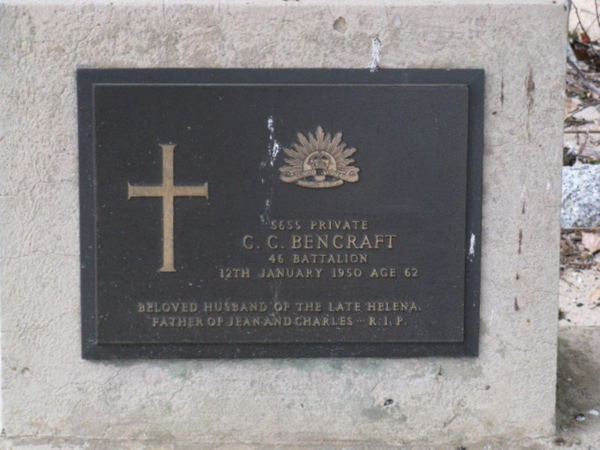 5655 PRIVATE
C. C. BENCRAFT
46 BATTALION
12TH JANUARY 1950 AGE 62
BELOVED HUSBAND OF THE LATE HELENA.
FATHER OF JEAN AND CHARLES — R.I.P.